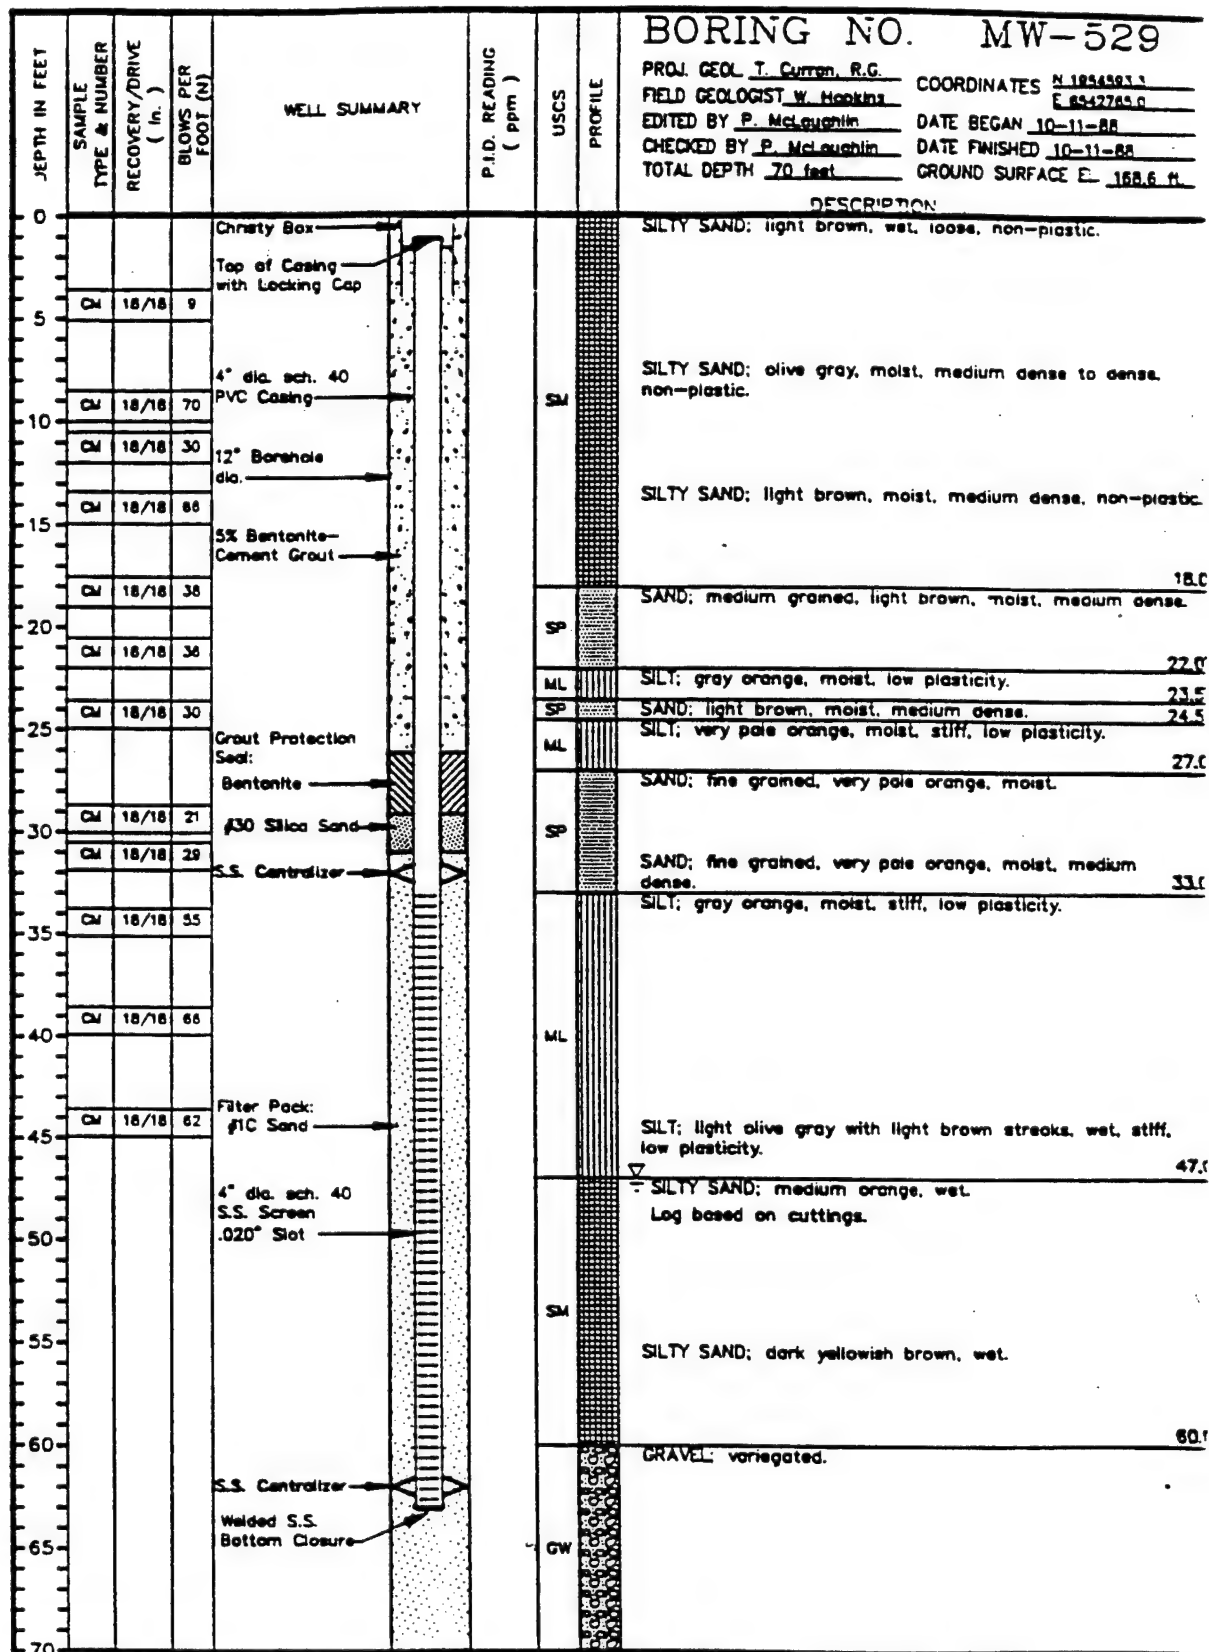 BORING NO. MW-529
PROJ. GEOL. T. Curran, R.G.
FIELD GEOLOGIST W. Hopkins
EDITED BY P. McLaughlin
CHECKED BY P. McLaughlin
TOTAL DEPTH 70 feet
COORDINATES
DATE BEGAN 10-11-88
DATE FINISHED 10-11-88
GROUND SURFACE EL. 168.6 ft.
DEPTH IN FEET
SAMPLE
TYPE & NUMBER
RECOVERY/DRIVE
( In. )
BLOWS PER
FOOT (N)
WELL SUMMARY
P.I.D. READING
( ppm )
USCS
PROFILE
DESCRIPTION
0
5
10
15
20
25
30
35
40
45
50
55
60
65
70
CM 18/18 9
CM 18/18 70
CM 18/18 30
CM 18/18
CM 18/18 38
CM 18/18 36
CM 18/18 30
CM 18/18 21
CM 18/18 29
CM 18/18 55
CM 18/18
CM 18/18 62
Christy Box
Top of Casing
with Locking Cap
4" dia. sch. 40
PVC Casing
12" Borehole
dia.
5% Bentonite-
Cement Grout
Grout Protection
Seal:
Bentonite
#30 Silica Sand
S.S. Centralizer
Filter Pack:
#1C Sand
4" dia. sch. 40
S.S. Screen
.020" Slot
S.S. Centralizer
Welded S.S.
Bottom Closure
SM
SP
ML
SP
ML
SP
ML
SM
GW
SILTY SAND; light brown, wet, loose, non-plastic.
SILTY SAND; olive gray, moist, medium dense to dense,
non-plastic.
SILTY SAND; light brown, moist, medium dense, non-plastic.
18.0
SAND; medium grained, light brown, moist, medium dense.
22.0
SILT; gray orange, moist, low plasticity.
23.5
SAND; light brown, moist, medium dense.
24.5
SILT; very pale orange, moist, stiff, low plasticity.
27.0
SAND; fine grained, very pale orange, moist.
SAND; fine grained, very pale orange, moist, medium
dense.
33.0
SILT; gray orange, moist, stiff, low plasticity.
SILT; light olive gray with light brown streaks, wet, stiff,
low plasticity.
47.0
SILTY SAND; medium orange, wet.
Log based on cuttings.
SILTY SAND; dark yellowish brown, wet.
60.0
GRAVEL; variegated.